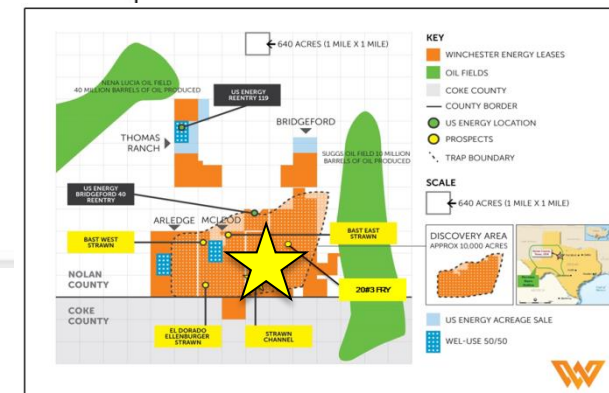 640 ACRES (1 MILE X 1 MILE)
NENA LUCIA OIL FIELD
40 MILLION BARRELS OF OIL PRODUCED
US ENERGY
REENTRY 119
BRIDGEFORD
THOMAS
RANCH
SUGGS OIL FIELD 10 MILLION
BARRELS OF OIL PRODUCED
US ENERGY
BRIDGEFORD 40
REENTRY
ARLEDGE
MCLEOD
BAST WEST
STRAWN
BAST EAST
STRAWN
20#3 FRY
NOLAN
COUNTY
COKE
COUNTY
EL DORADO
ELLENBURGER
STRAWN
STRAWN
CHANNEL
KEY
WINCHESTER ENERGY LEASES
OIL FIELDS
COKE COUNTY
COUNTY BORDER
US ENERGY LOCATION
PROSPECTS
TRAP BOUNDARY
SCALE
640 ACRES (1 MILE X 1 MILE)
DISCOVERY AREA
APPROX 10,000 ACRES
US ENERGY ACREAGE SALE
WEL-USE 50/50